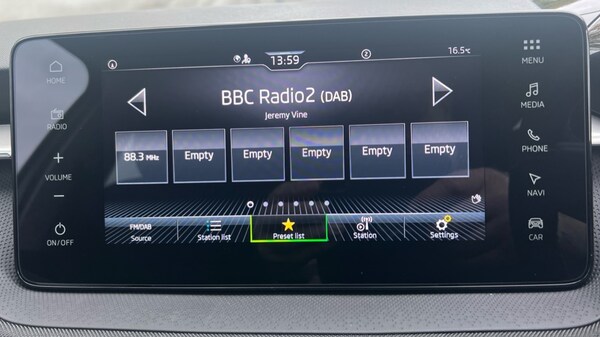 13:59
2
16.5°C
HOME
RADIO
VOLUME
+
−
ON/OFF
BBC Radio2 (DAB)
Jeremy Vine
88.3 MHz
Empty
Empty
Empty
Empty
Empty
FM/DAB
Source
Station list
Preset list
Station
Settings
MENU
MEDIA
PHONE
NAVI
CAR